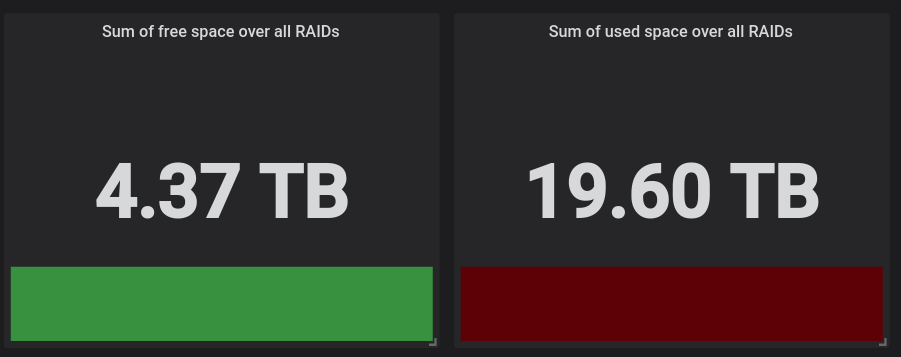 Sum of free space over all RAIDs
4.37 TB
Sum of used space over all RAIDs
19.60 TB